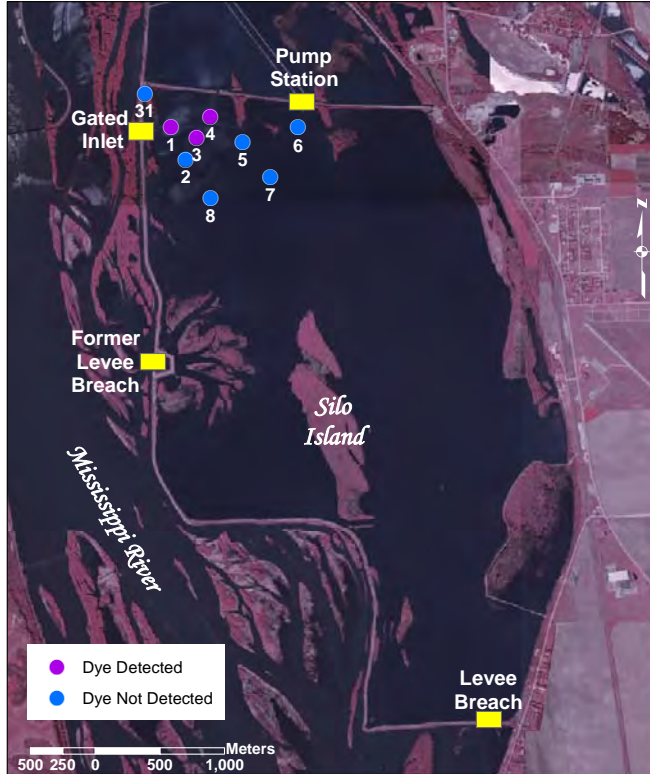 Pump
Station
31
Gated
Inlet
1
4
3
2
5
6
7
8
N
Former
Levee
Breach
Silo
Island
Mississippi River
Dye Detected
Dye Not Detected
Levee
Breach
Meters
500 250 0 500 1,000